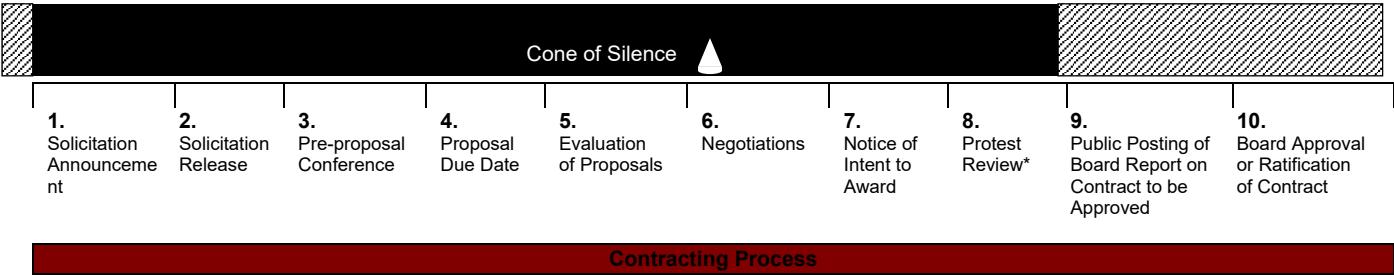 Cone of Silence
1.
Solicitation
Announceme
nt
2.
Solicitation
Release
3.
Pre-proposal
Conference
4.
Proposal
Due Date
5.
Evaluation
of Proposals
6.
Negotiations
7.
Notice of
Intent to
Award
8.
Protest
Review*
9.
Public Posting of
Board Report on
Contract to be
Approved
10.
Board Approval
or Ratification
of Contract
Contracting Process